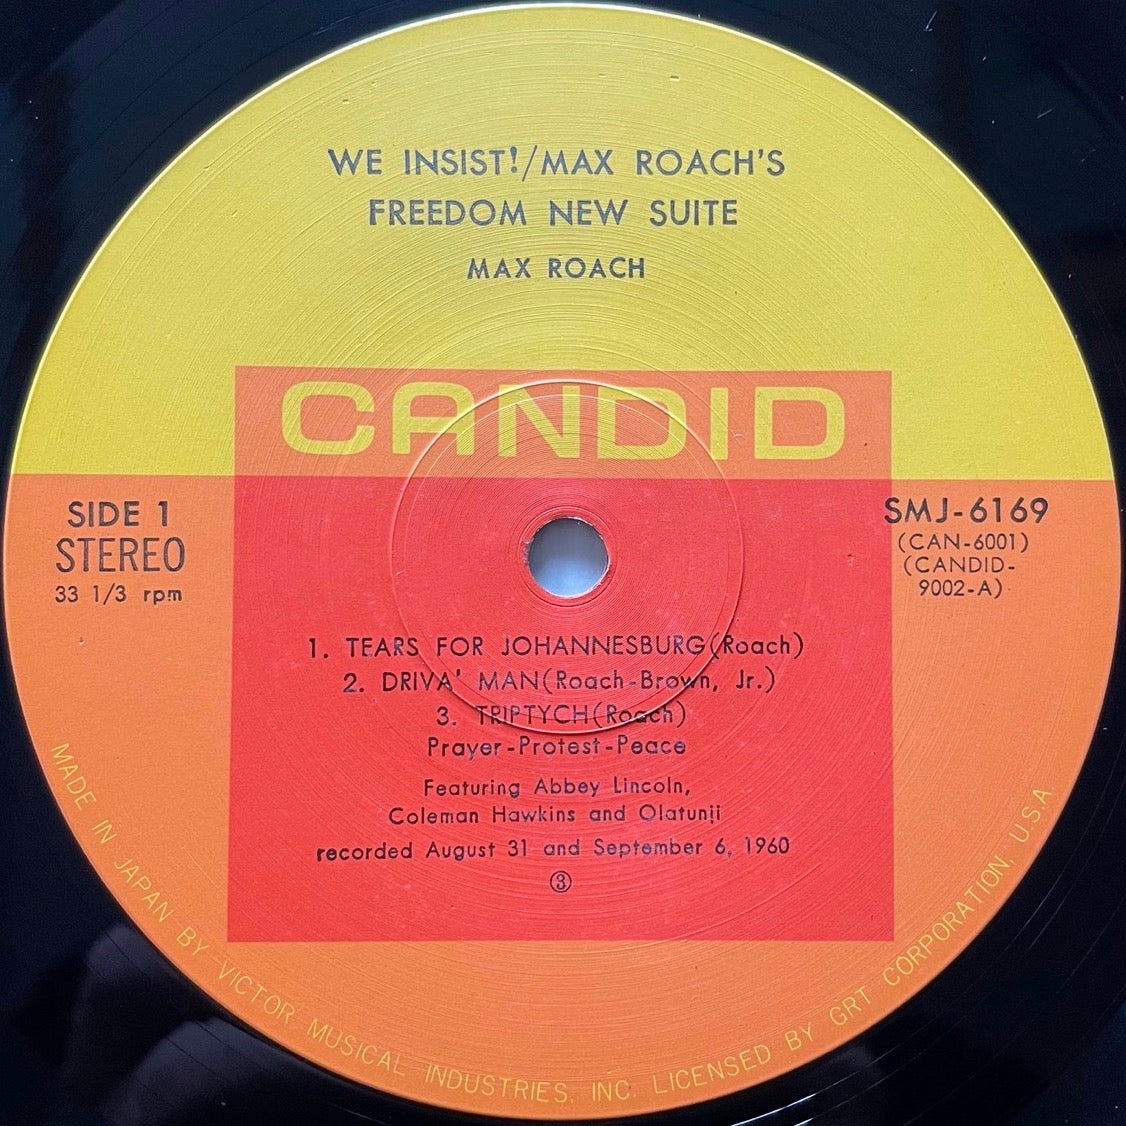 WE INSIST!/MAX ROACH'S
FREEDOM NEW SUITE
MAX ROACH
CANDID
SIDE 1
STEREO
33 1/3 rpm
SMJ-6169
(CAN-6001)
(CANDID-
9002-A)
1. TEARS FOR JOHANNESBURG(Roach)
2. DRIVA' MAN(Roach-Brown, Jr.)
3. TRIPTYCH(Roach)
Prayer-Protest-Peace
Featuring Abbey Lincoln,
Coleman Hawkins and Olatunji
recorded August 31 and September 6, 1960
③
MADE IN JAPAN BY VICTOR MUSICAL INDUSTRIES, INC. LICENSED BY GRT CORPORATION, U.S.A.